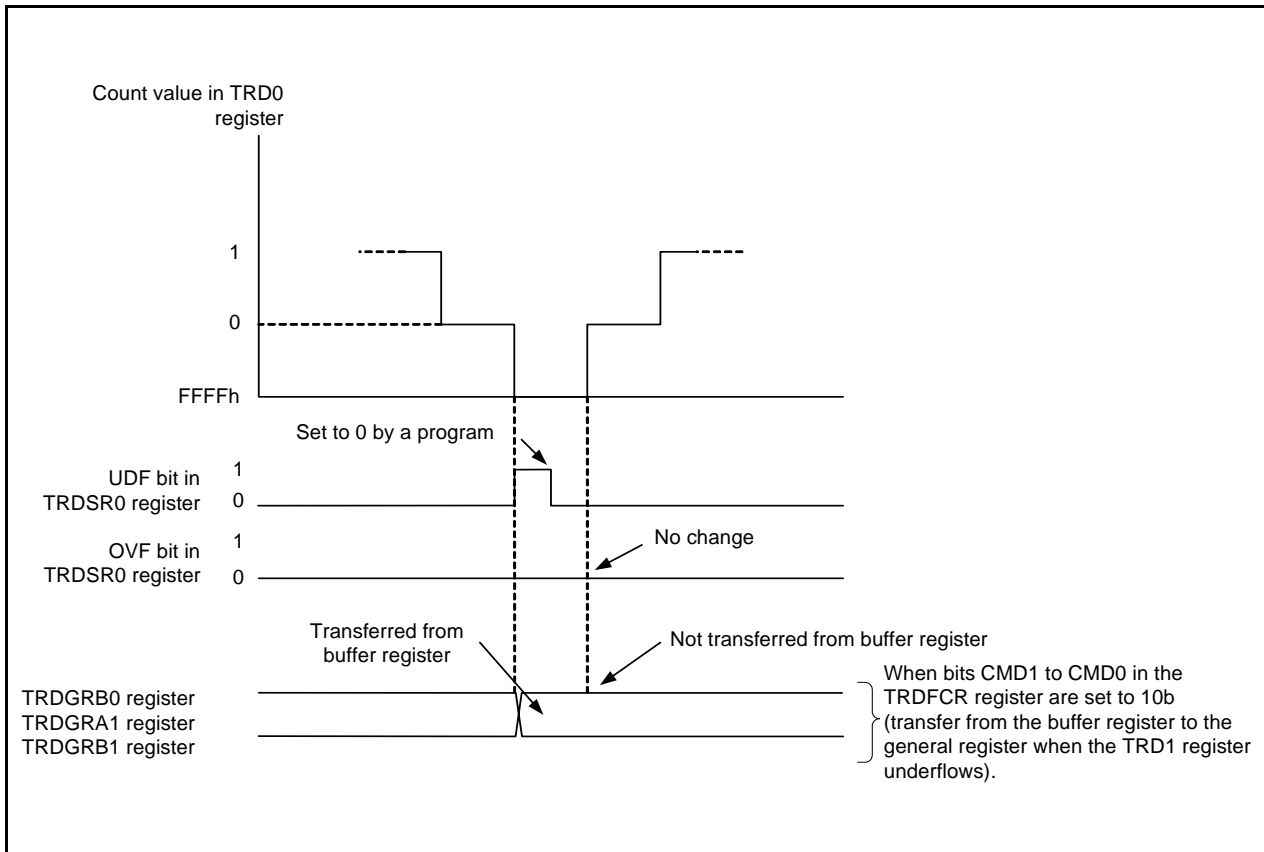 Count value in TRD0
register
1
0
FFFFh
Set to 0 by a program
UDF bit in
TRDSR0 register
1
0
OVF bit in
TRDSR0 register
1
0
No change
Transferred from
buffer register
Not transferred from buffer register
TRDGRB0 register
TRDGRA1 register
TRDGRB1 register
When bits CMD1 to CMD0 in the
TRDFCR register are set to 10b
(transfer from the buffer register to the
general register when the TRD1 register
underflows).